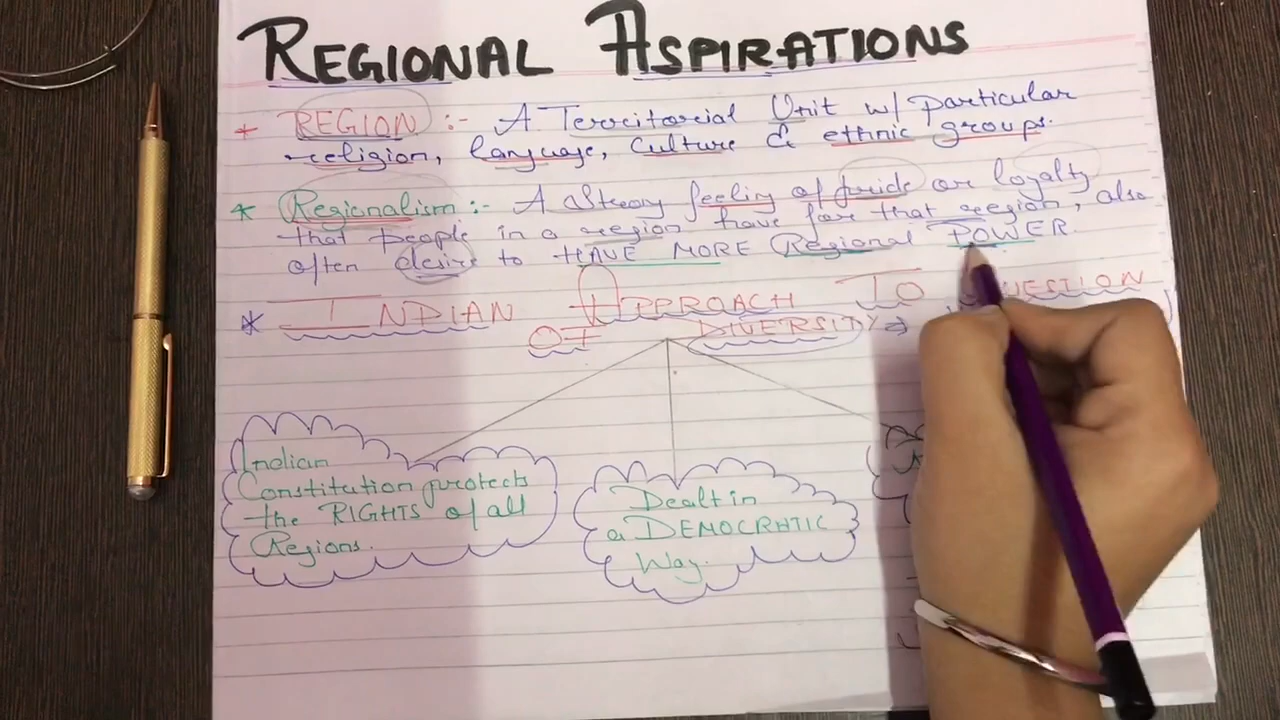 REGIONAL ASPIRATIONS
* REGION :- A Territorial Unit w/ particular
religion, language, culture & ethnic groups.
* Regionalism :- A strong feeling of pride or loyalty
that people in a region have for that region, also
often desire to HAVE MORE Regional POWER
* INDIAN APPROACH TO
OF DIVERSITY
Indian
Constitution protects
the RIGHTS of all
Regions.
Dealt in
a DEMOCRATIC
Way.